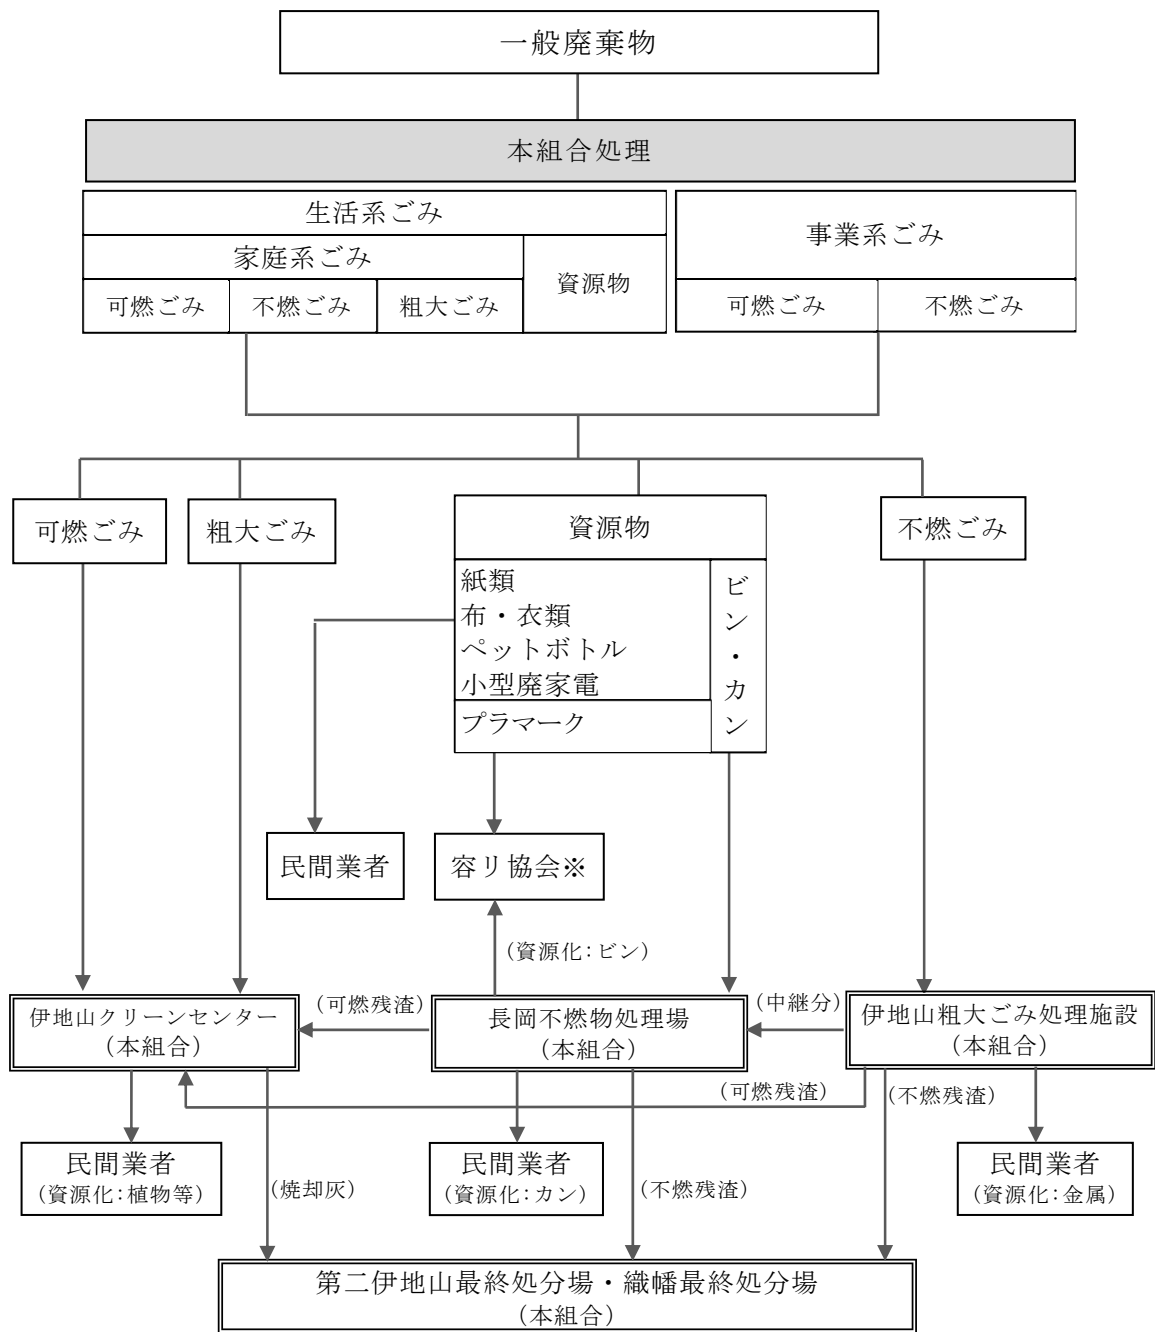 一般廃棄物
本組合処理
生活系ごみ
事業系ごみ
家庭系ごみ
資源物
可燃ごみ
不燃ごみ
粗大ごみ
可燃ごみ
不燃ごみ
可燃ごみ
粗大ごみ
資源物
不燃ごみ
紙類
布・衣類
ペットボトル
小型廃家電
プラマーク
ビン・カン
民間業者
容リ協会※
(資源化:ビン)
伊地山クリーンセンター
(本組合)
(可燃残渣)
長岡不燃物処理場
(本組合)
(中継分)
伊地山粗大ごみ処理施設
(本組合)
(可燃残渣)
(不燃残渣)
民間業者
(資源化:植物等)
(焼却灰)
民間業者
(資源化:カン)
(不燃残渣)
民間業者
(資源化:金属)
第二伊地山最終処分場・織幡最終処分場
(本組合)